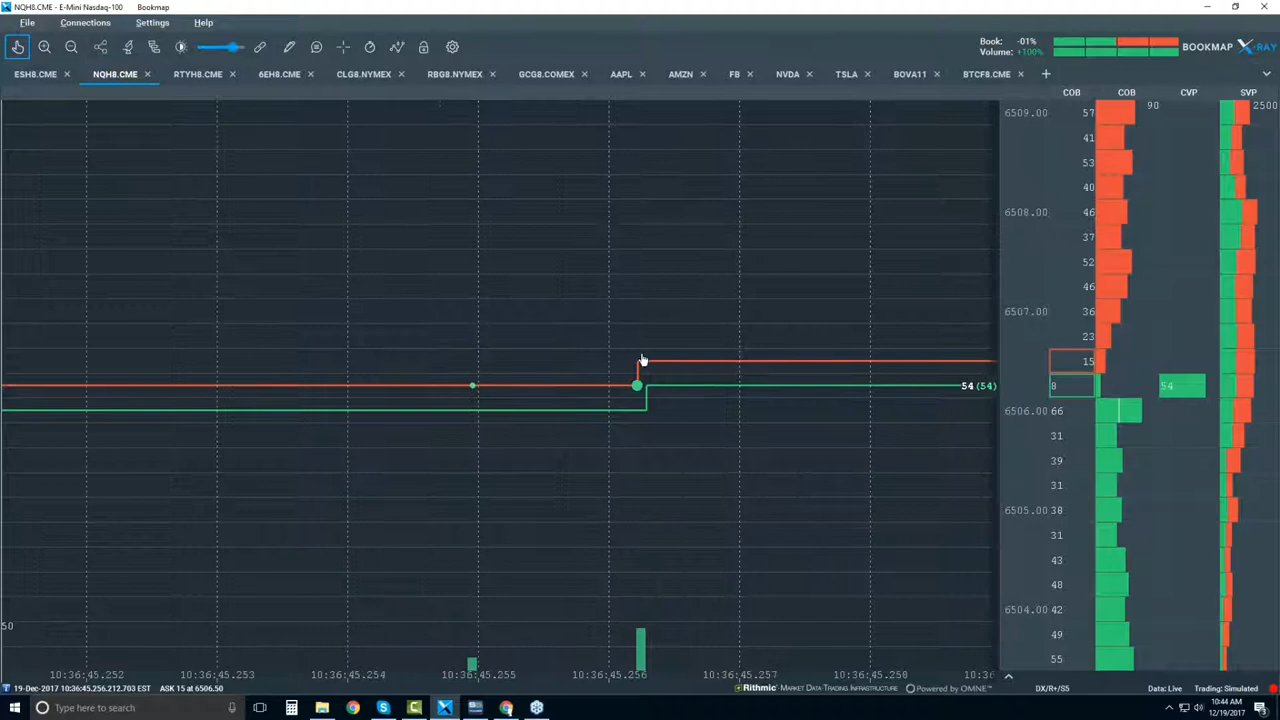 NQH8.CME - E-Mini Nasdaq-100 Bookmap
File Connections Settings Help
Book: -01%
Volume: +100%
BOOKMAP X-RAY
ESH8.CME NQH8.CME RTYH8.CME 6EH8.CME CLG8.NYMEX RBG8.NYMEX GCG8.COMEX AAPL AMZN FB NVDA TSLA BOVA11 BTCF8.CME
COB COB CVP SVP
90 2500
6509.00 57
41
53
40
6508.00 46
37
52
46
6507.00 36
23
15
54 (54) 8 54
6506.00 66
31
39
31
6505.00 38
31
43
48
6504.00 42
50 49
55
10:36:45.252 10:36:45.253 10:36:45.254 10:36:45.255 10:36:45.256 10:36:45.257 10:36:45.258
19-Dec-2017 10:36:45.256.212.703 EST ASK 15 at 6506.50 Rithmic MARKET DATA-TRADING INFRASTRUCTURE Powered by OMNE DX/R+/S5 Data: Live Trading: Simulated
Type here to search
10:44 AM
12/19/2017